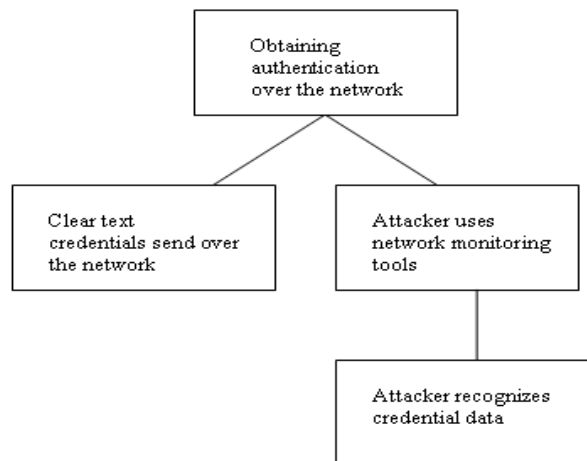 Obtaining
authentication
over the network
Clear text
credentials send over
the network
Attacker uses
network monitoring
tools
Attacker recognizes
credential data